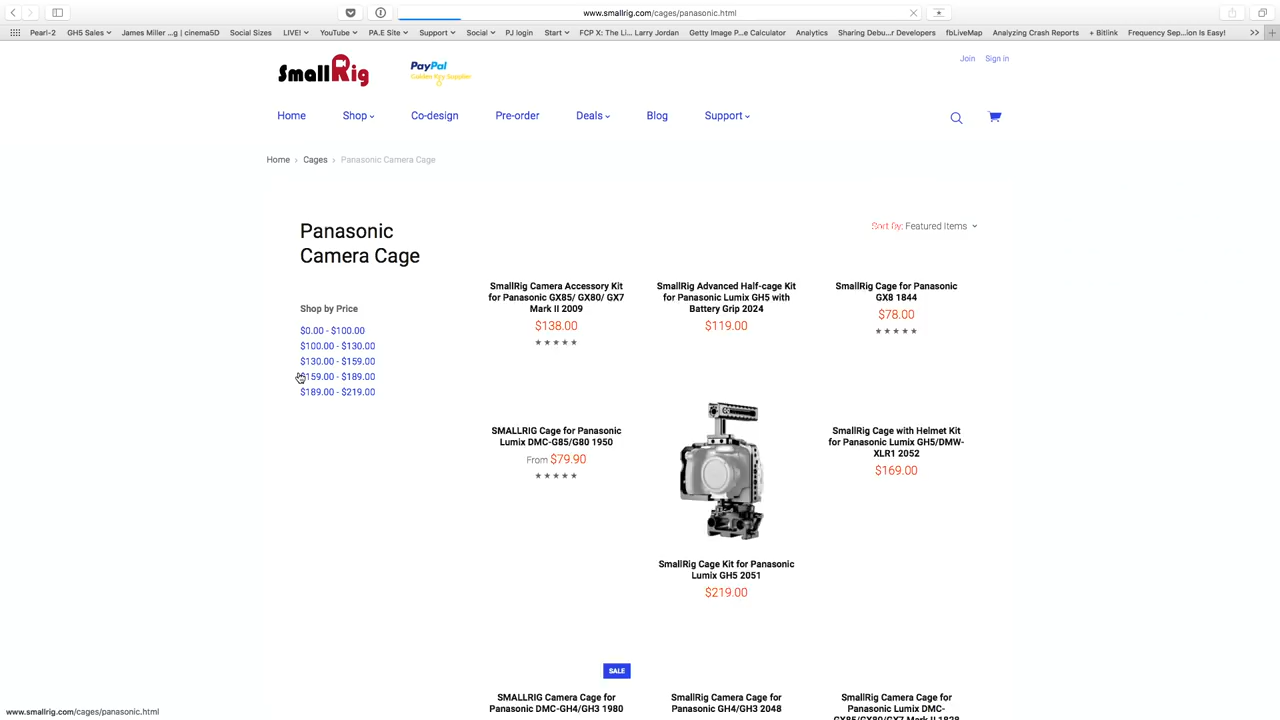 www.smallrig.com/cages/panasonic.html
Pearl-2 GH5 Sales James Miller ...g | cinema5D Social Sizes LIVE! YouTube PA.E Site Support Social PJ login Start FCP X: The Li... Larry Jordan Getty Image P...e Calculator Analytics Sharing Debu...r Developers fbLiveMap Analyzing Crash Reports + Bitlink Frequency Sep...ion Is Easy!
SmallRig
PayPal
Join Sign in
Home Shop Co-design Pre-order Deals Blog Support
Home › Cages › Panasonic Camera Cage
Panasonic
Camera Cage
Sort By: Featured Items
Shop by Price
$0.00 - $100.00
$100.00 - $130.00
$130.00 - $159.00
$159.00 - $189.00
$189.00 - $219.00
SmallRig Camera Accessory Kit
for Panasonic GX85/ GX80/ GX7
Mark II 2009
$138.00
SmallRig Advanced Half-cage Kit
for Panasonic Lumix GH5 with
Battery Grip 2024
$119.00
SmallRig Cage for Panasonic
GX8 1844
$78.00
SMALLRIG Cage for Panasonic
Lumix DMC-G85/G80 1950
From $79.90
SmallRig Cage Kit for Panasonic
Lumix GH5 2051
$219.00
SmallRig Cage with Helmet Kit
for Panasonic Lumix GH5/DMW-
XLR1 2052
$169.00
SALE
SMALLRIG Camera Cage for
Panasonic DMC-GH4/GH3 1980
SmallRig Camera Cage for
Panasonic GH4/GH3 2048
SmallRig Camera Cage for
Panasonic Lumix DMC-
GX85/GX80/GX7 Mark II 1828
www.smallrig.com/cages/panasonic.html